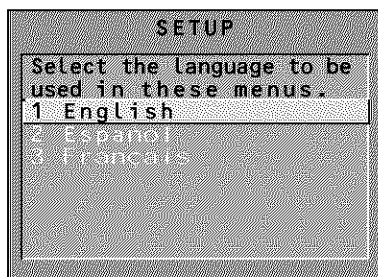 SETUP
Select the language to be
used in these menus.
1 English
2 Espanol
3 Francais